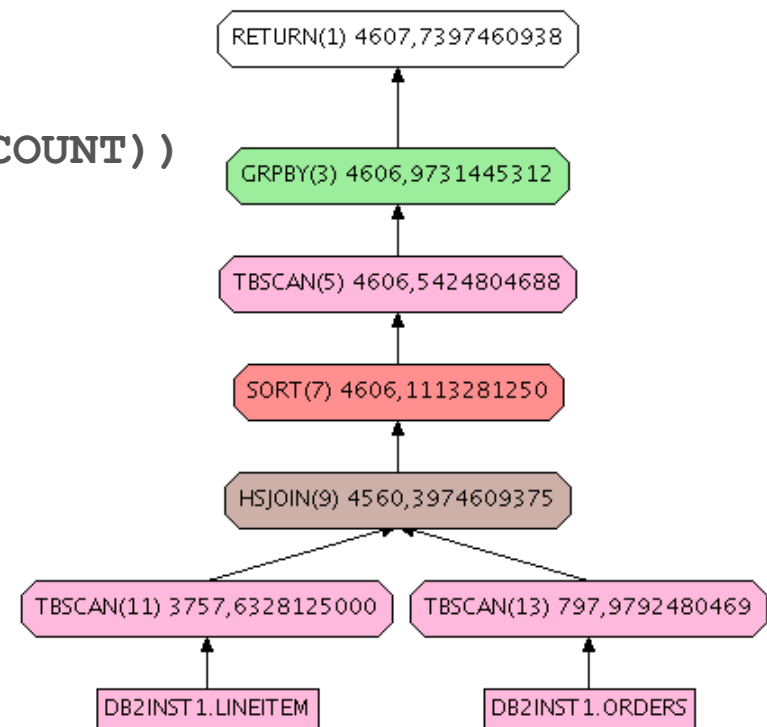 RETURN(1) 4607,7397460938
COUNT))
GRPBY(3) 4606,9731445312
TBSCAN(5) 4606,5424804688
SORT(7) 4606,1113281250
HSJOIN(9) 4560,3974609375
TBSCAN(11) 3757,6328125000
TBSCAN(13) 797,9792480469
DB2INST1.LINEITEM
DB2INST1.ORDERS